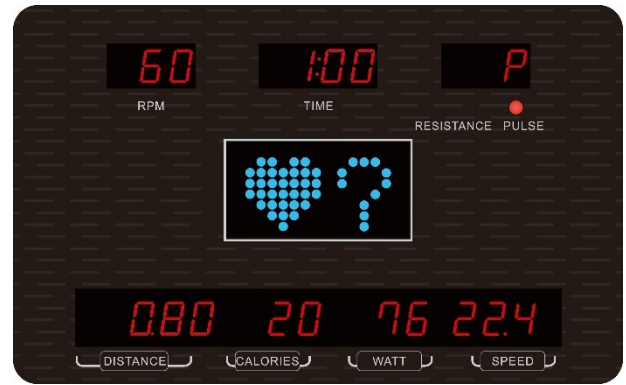 60 1:00 P
RPM TIME
RESISTANCE PULSE
?
0.80 20 76 22.4
DISTANCE CALORIES WATT SPEED